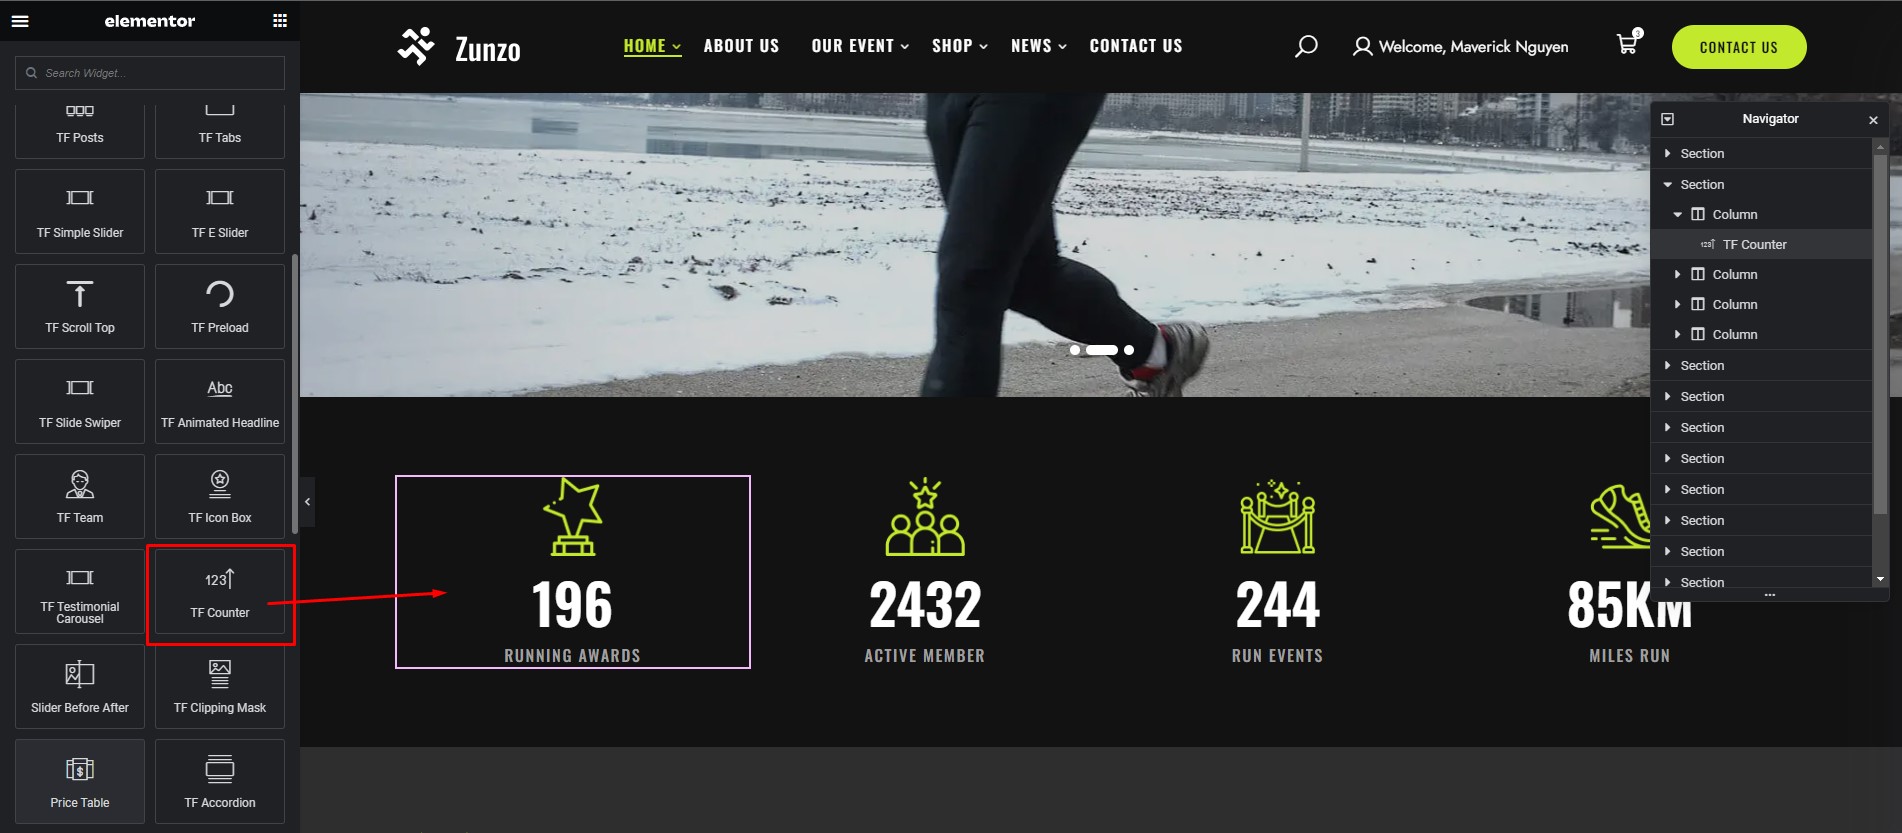 elementor
Search Widget...
TF Posts
TF Tabs
TF Simple Slider
TF E Slider
TF Scroll Top
TF Preload
TF Slide Swiper
Abc
TF Animated Headline
TF Team
TF Icon Box
TF Testimonial
Carousel
123
TF Counter
Slider Before After
TF Clipping Mask
$
Price Table
TF Accordion
Zunzo
HOME
ABOUT US
OUR EVENT
SHOP
NEWS
CONTACT US
Welcome, Maverick Nguyen
CONTACT US
196
RUNNING AWARDS
2432
ACTIVE MEMBER
244
RUN EVENTS
85KM
MILES RUN
Navigator
Section
Section
Column
123 TF Counter
Column
Column
Column
Section
Section
Section
Section
Section
Section
Section
Section